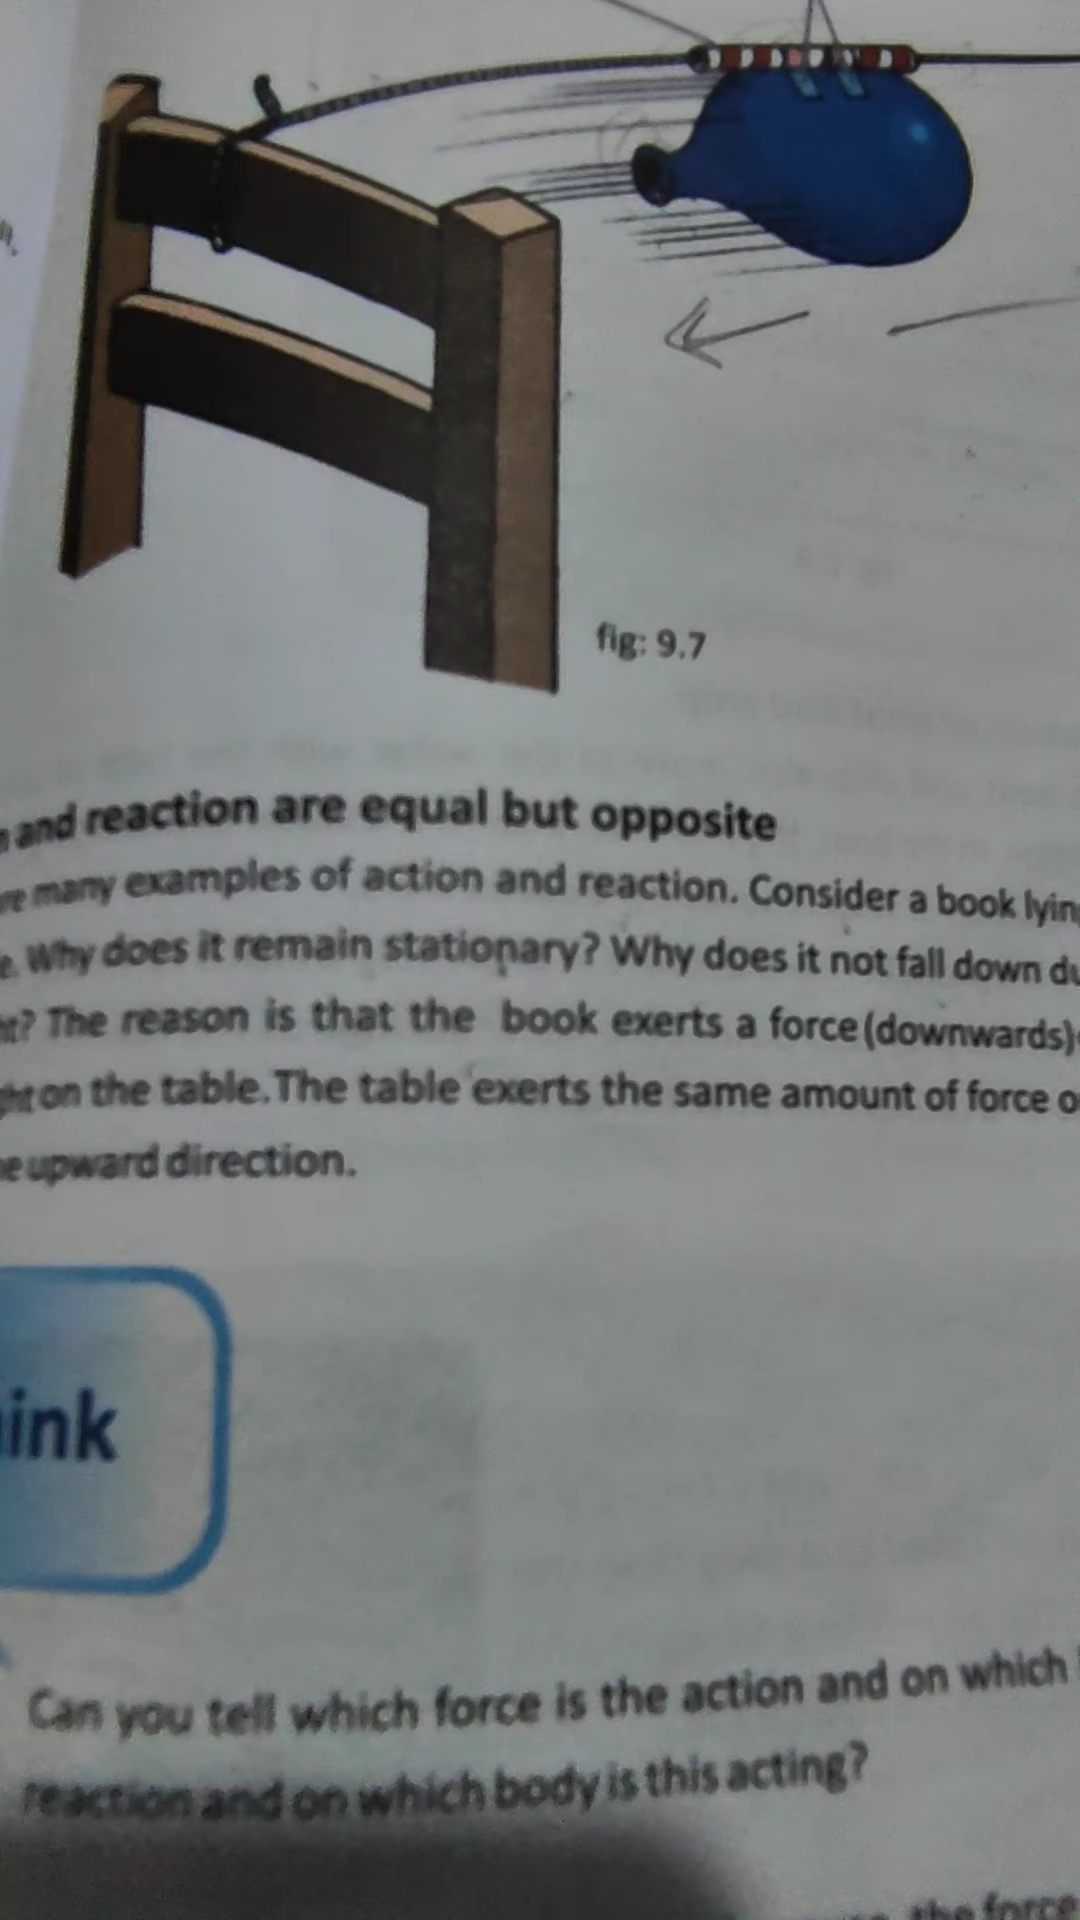 fig: 9.7
and reaction are equal but opposite
many examples of action and reaction. Consider a book
Why does it remain stationary? Why does it not fall down
The reason is that the book exerts a force (downwards)
on the table. The table exerts the same amount of force
upward direction.
ink
Can you tell which force is the action and on which
reaction and on which body is this acting?
the force